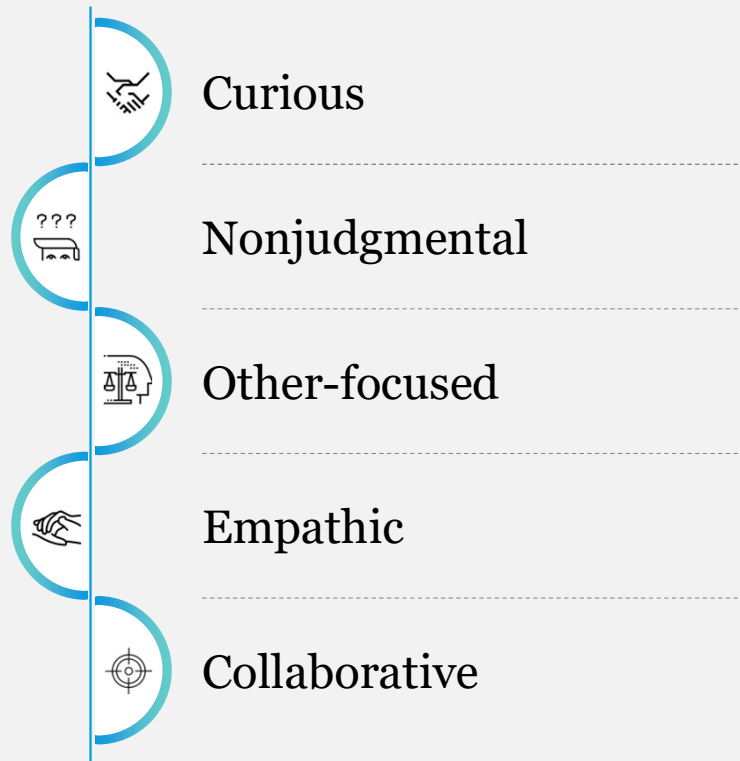 Curious
???
Nonjudgmental
Other-focused
Empathic
Collaborative